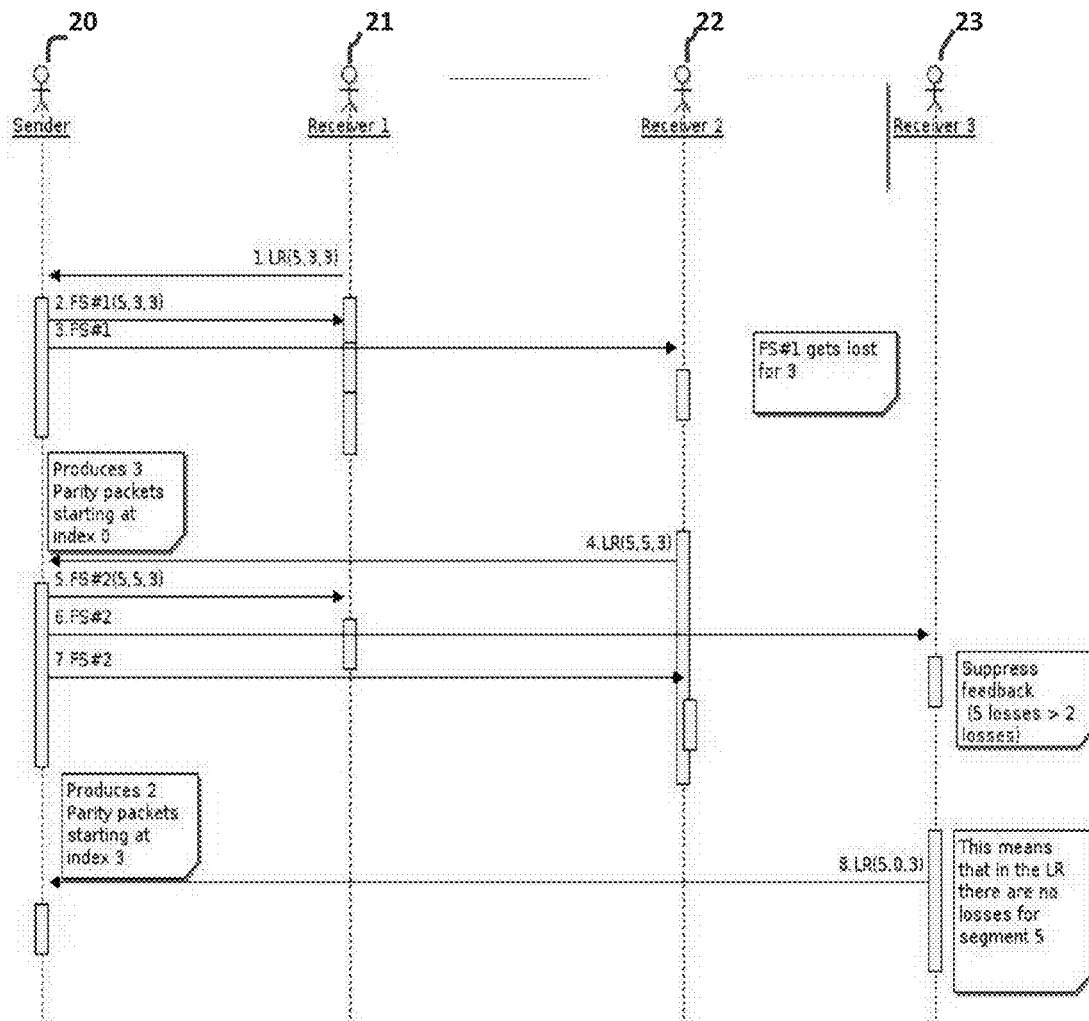 20
21
22
23
Sender
Receiver 1
Receiver 2
Receiver 3
1.LR(5,3,3)
2.FS#1(5,3,3)
3.FS#1
FS#1 gets lost
for 3
Produces 3
Parity packets
starting at
index 0
4.LR(5,5,3)
5.FS#2(5,5,3)
6.FS#2
7.FS#2
Suppress
feedback
(5 losses > 2
losses)
Produces 2
Parity packets
starting at
index 3
8.LR(5,0,3)
This means
that in the LR
there are no
losses for
segment 5